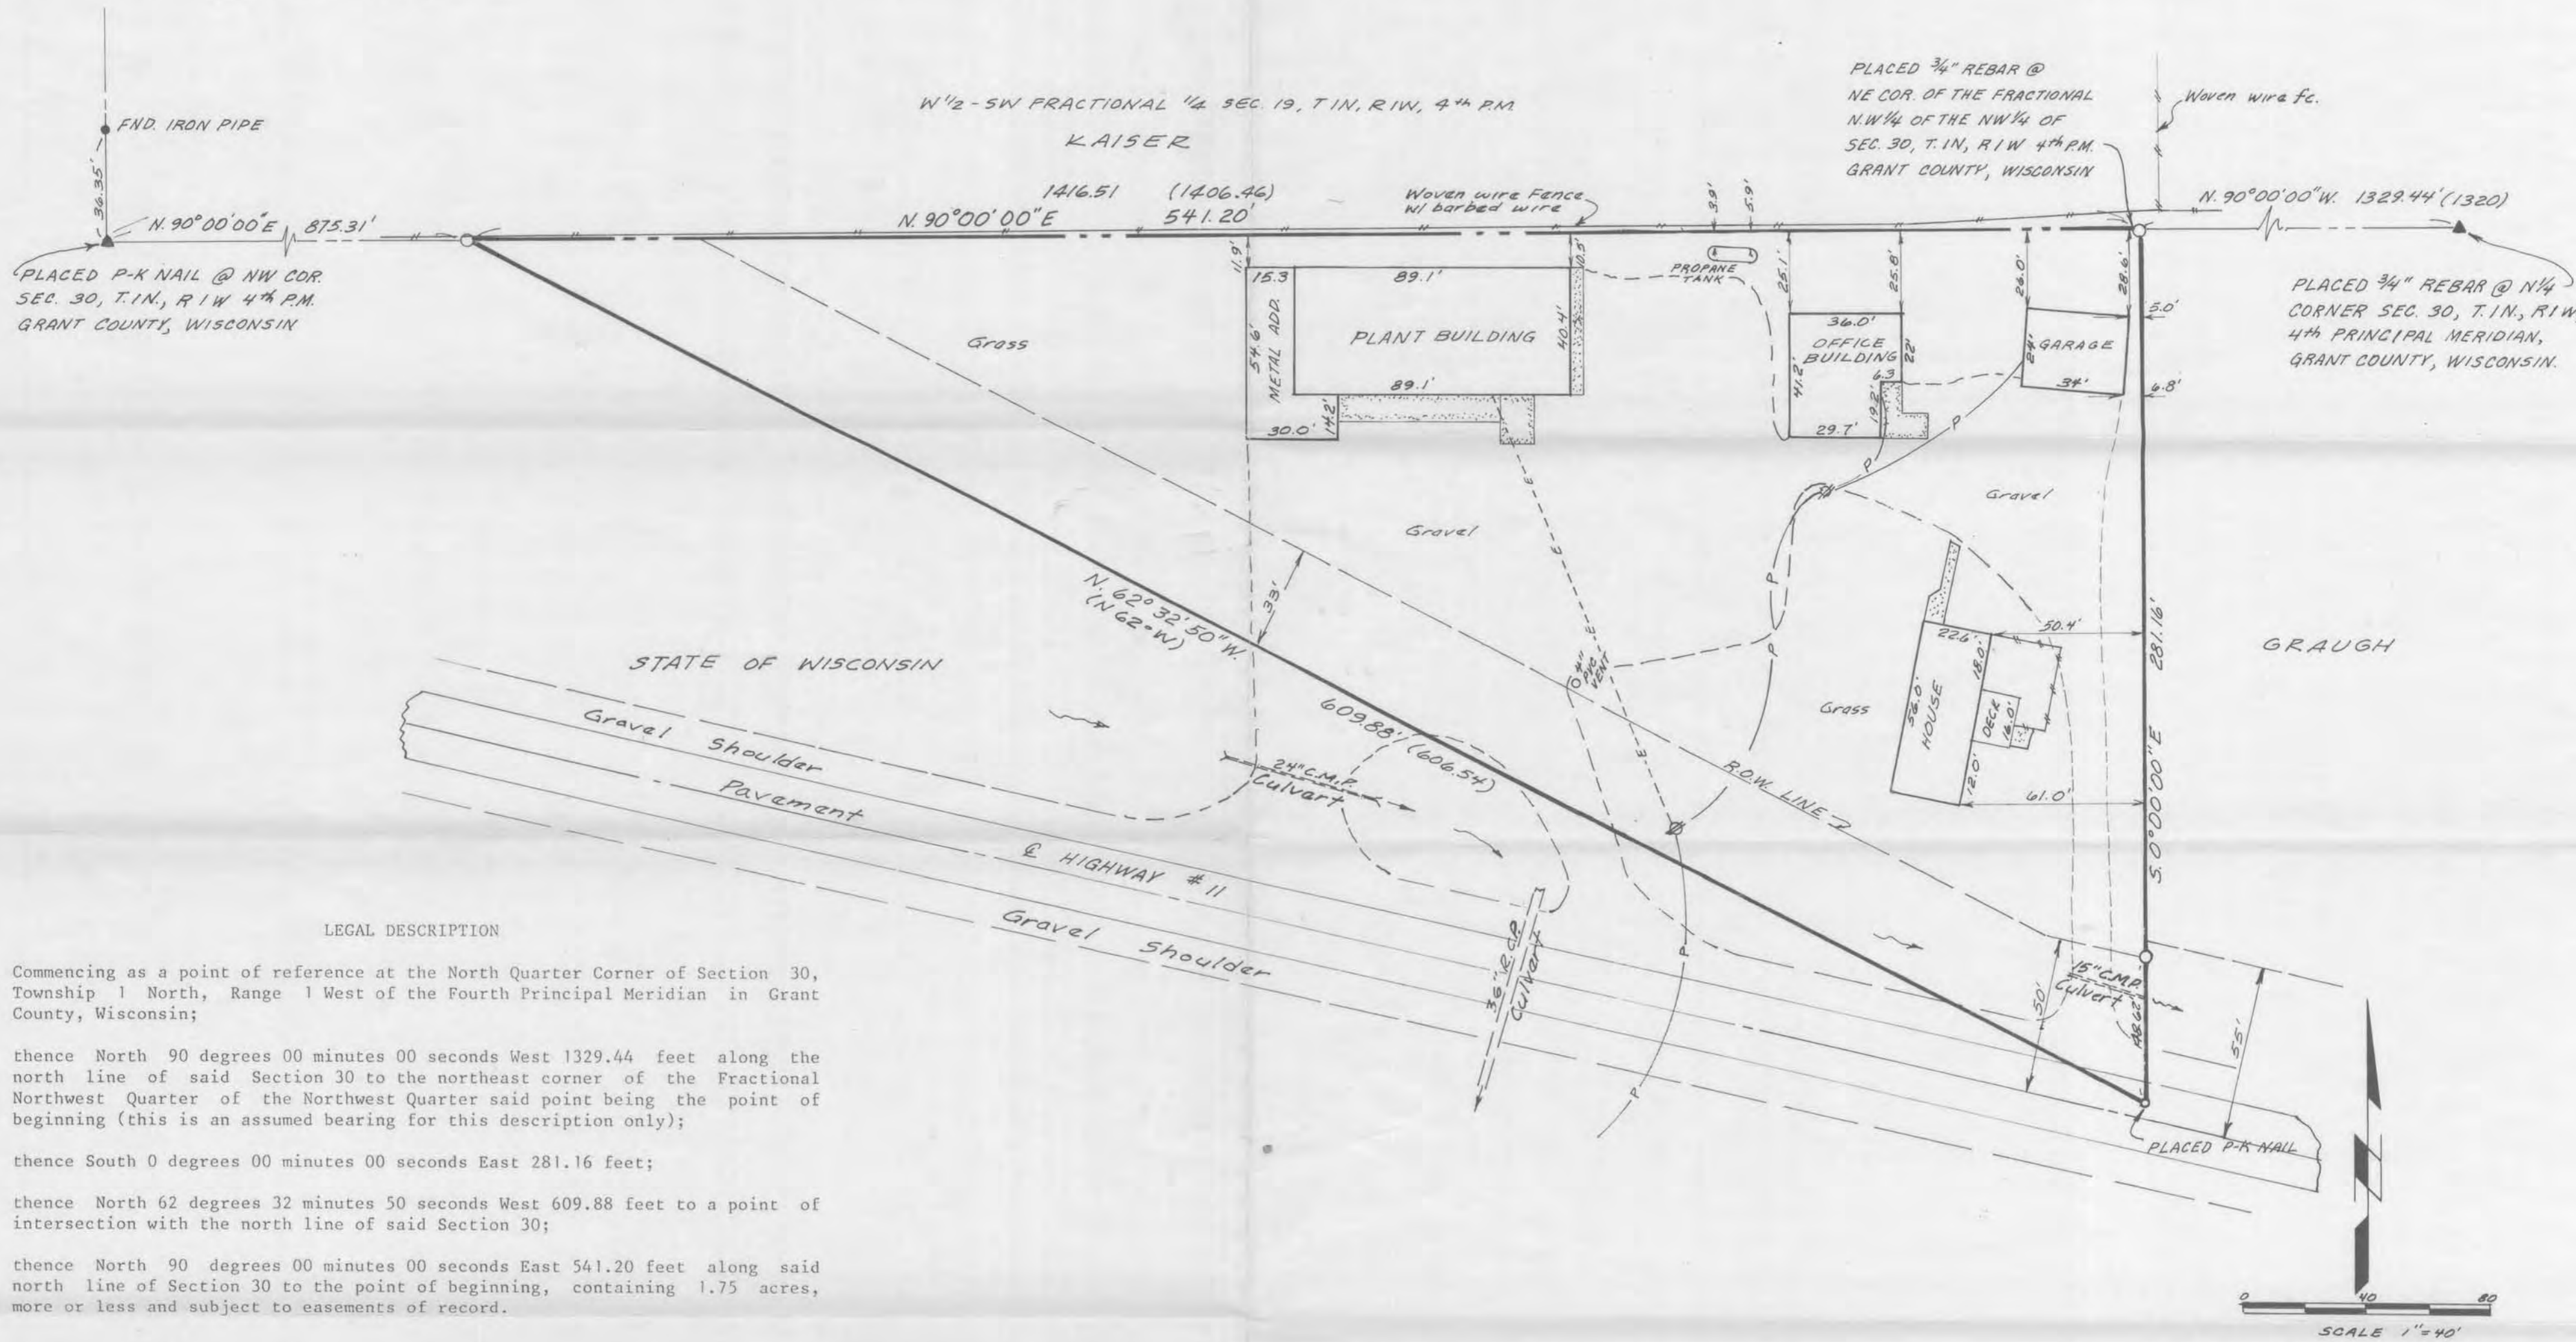 W 1/2 - SW FRACTIONAL 1/4 SEC. 19, T1N, R1W, 4th P.M
KAISER
FND. IRON PIPE
36.35'
N. 90°00'00"E 875.31'
PLACED P-K NAIL @ NW COR.
SEC. 30, T.1N., R1W 4th P.M.
GRANT COUNTY, WISCONSIN
1416.51 (1406.46)
N. 90°00'00"E 541.20'
Woven wire Fence
w/ barbed wire
3.9'
5.9'
PLACED 3/4" REBAR @
NE COR. OF THE FRACTIONAL
N.W 1/4 OF THE NW 1/4 OF
SEC. 30, T.1N, R1W 4th P.M.
GRANT COUNTY, WISCONSIN
Woven wire fc.
N. 90°00'00"W. 1329.44' (1320)
PLACED 3/4" REBAR @ N 1/4
CORNER SEC. 30, T.1N., R1W
4th PRINCIPAL MERIDIAN,
GRANT COUNTY, WISCONSIN.
11.9'
10.5'
15.3
89.1'
54.6'
METAL ADD.
PLANT BUILDING
40.4'
89.1'
30.0'
14.2'
PROPANE
TANK
25.1'
25.8'
26.0'
28.6'
36.0'
OFFICE
BUILDING
22'
41.2'
6.3
19.2'
29.7'
24'
GARAGE
34'
5.0'
6.8'
Grass
Gravel
Gravel
P
P
E
E
E
E
P
P
33'
N. 62°32'50"W.
(N 62°W)
609.88' (606.54)
4"
PVC
VENT
22.6'
50.4'
18.0'
56.0'
HOUSE
DECK
16.0'
12.0'
61.0'
Grass
R.O.W. LINE
281.16'
S. 0°00'00"E
GRAUGH
STATE OF WISCONSIN
Gravel Shoulder
Pavement
℄ HIGHWAY #11
Gravel Shoulder
24" C.M.P.
Culvert
36" R.C.P.
Culvert
P
P
50'
15" C.M.P.
Culvert
55'
PLACED P-K NAIL
LEGAL DESCRIPTION
Commencing as a point of reference at the North Quarter Corner of Section 30,
Township 1 North, Range 1 West of the Fourth Principal Meridian in Grant
County, Wisconsin;
thence North 90 degrees 00 minutes 00 seconds West 1329.44 feet along the
north line of said Section 30 to the northeast corner of the Fractional
Northwest Quarter of the Northwest Quarter said point being the point of
beginning (this is an assumed bearing for this description only);
thence South 0 degrees 00 minutes 00 seconds East 281.16 feet;
thence North 62 degrees 32 minutes 50 seconds West 609.88 feet to a point of
intersection with the north line of said Section 30;
thence North 90 degrees 00 minutes 00 seconds East 541.20 feet along said
north line of Section 30 to the point of beginning, containing 1.75 acres,
more or less and subject to easements of record.
0 40 80
SCALE 1"=40'